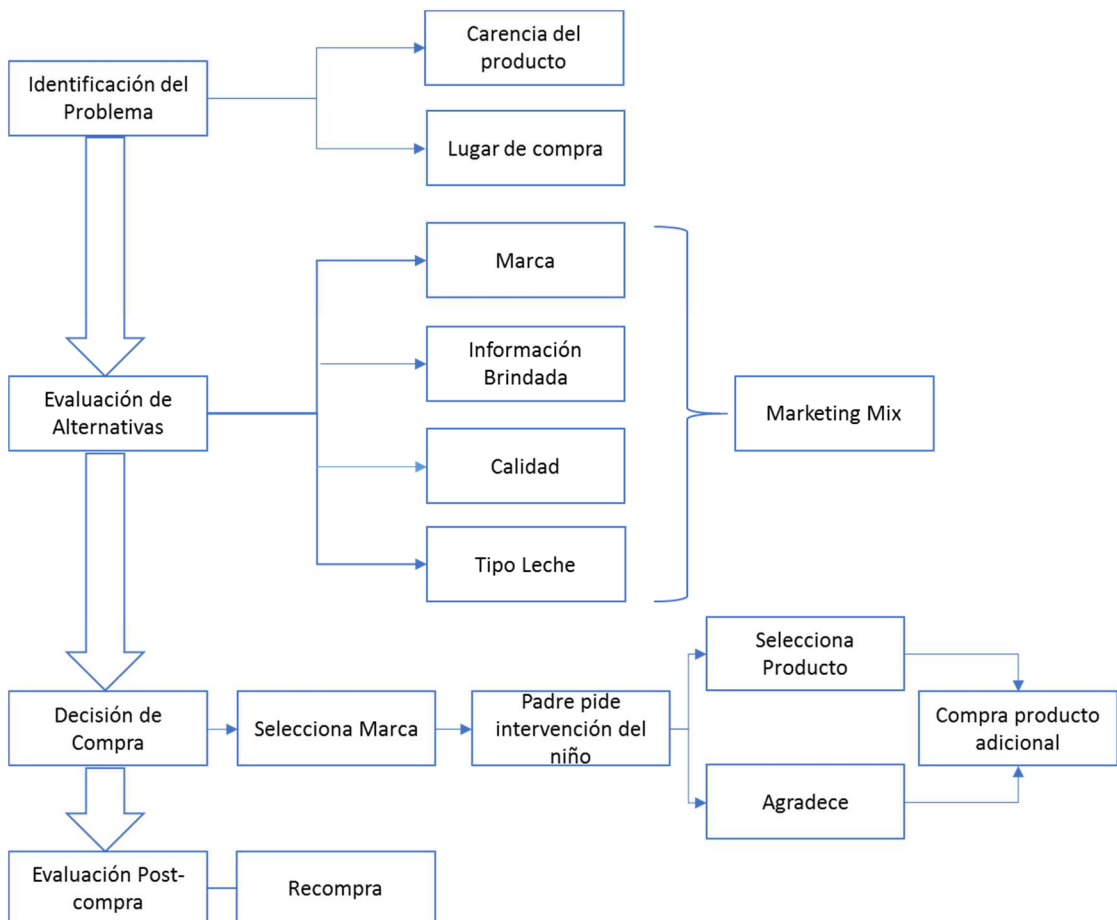 Carencia del
producto
Identificación del
Problema
Lugar de compra
Marca
Información
Brindada
Evaluación de
Alternativas
Marketing Mix
Calidad
Tipo Leche
Selecciona
Producto
Decisión de
Compra
Selecciona Marca
Padre pide
intervención del
niño
Compra producto
adicional
Agradece
Evaluación Post-
compra
Recompra